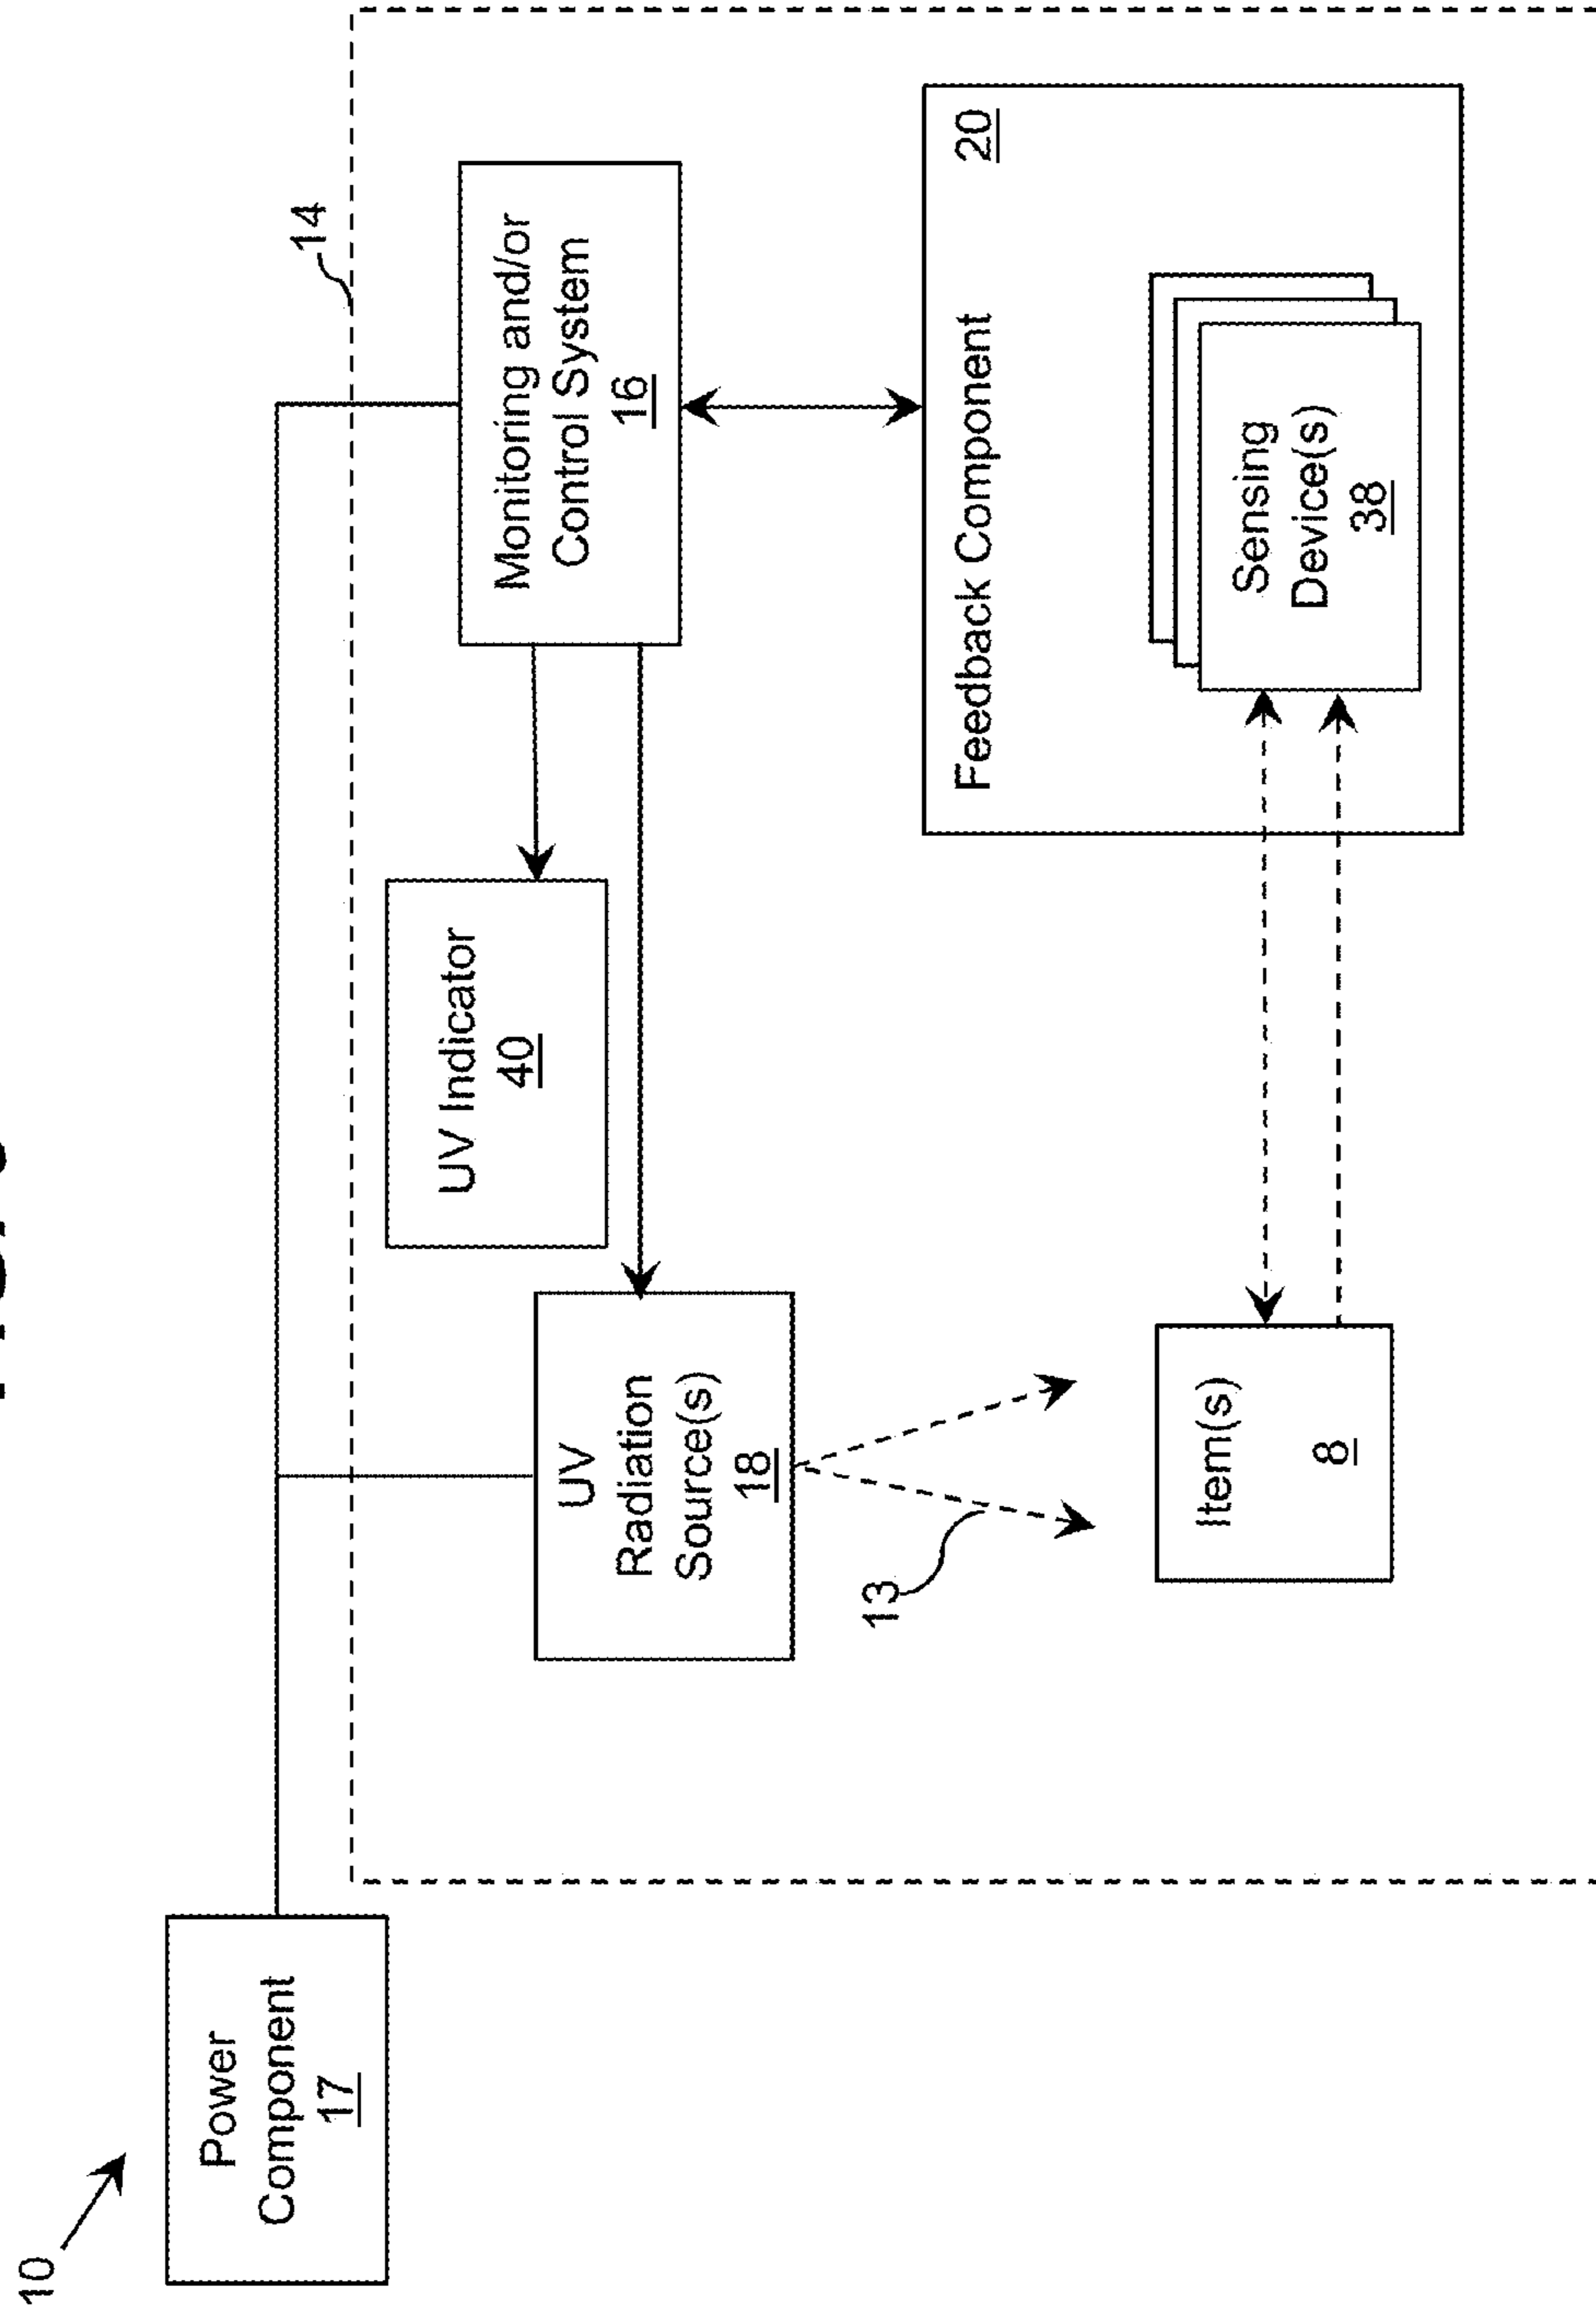 10
Power
Component
17
14
UV Indicator
40
Monitoring and/or
Control System
16
UV
Radiation
Source(s)
18
13
Feedback Component
20
Item(s)
8
Sensing
Device(s)
38